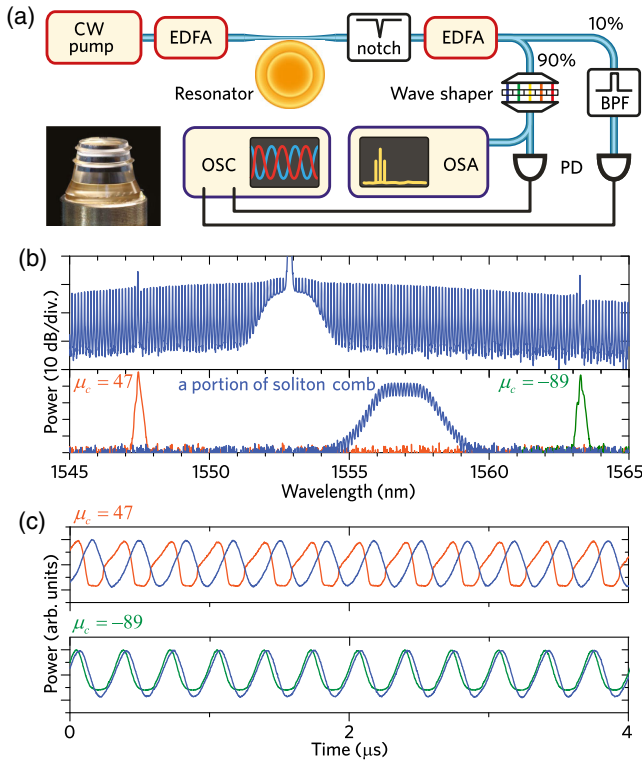 (a)
CW
pump
EDFA
notch
EDFA
10%
90%
Resonator
Wave shaper
BPF
OSC
OSA
PD
(b)
Power (10 dB/div.)
μc = 47
a portion of soliton comb
μc = −89
1545
1550
1555
1560
1565
Wavelength (nm)
(c)
μc = 47
Power (arb. units)
μc = −89
0
2
4
Time (μs)